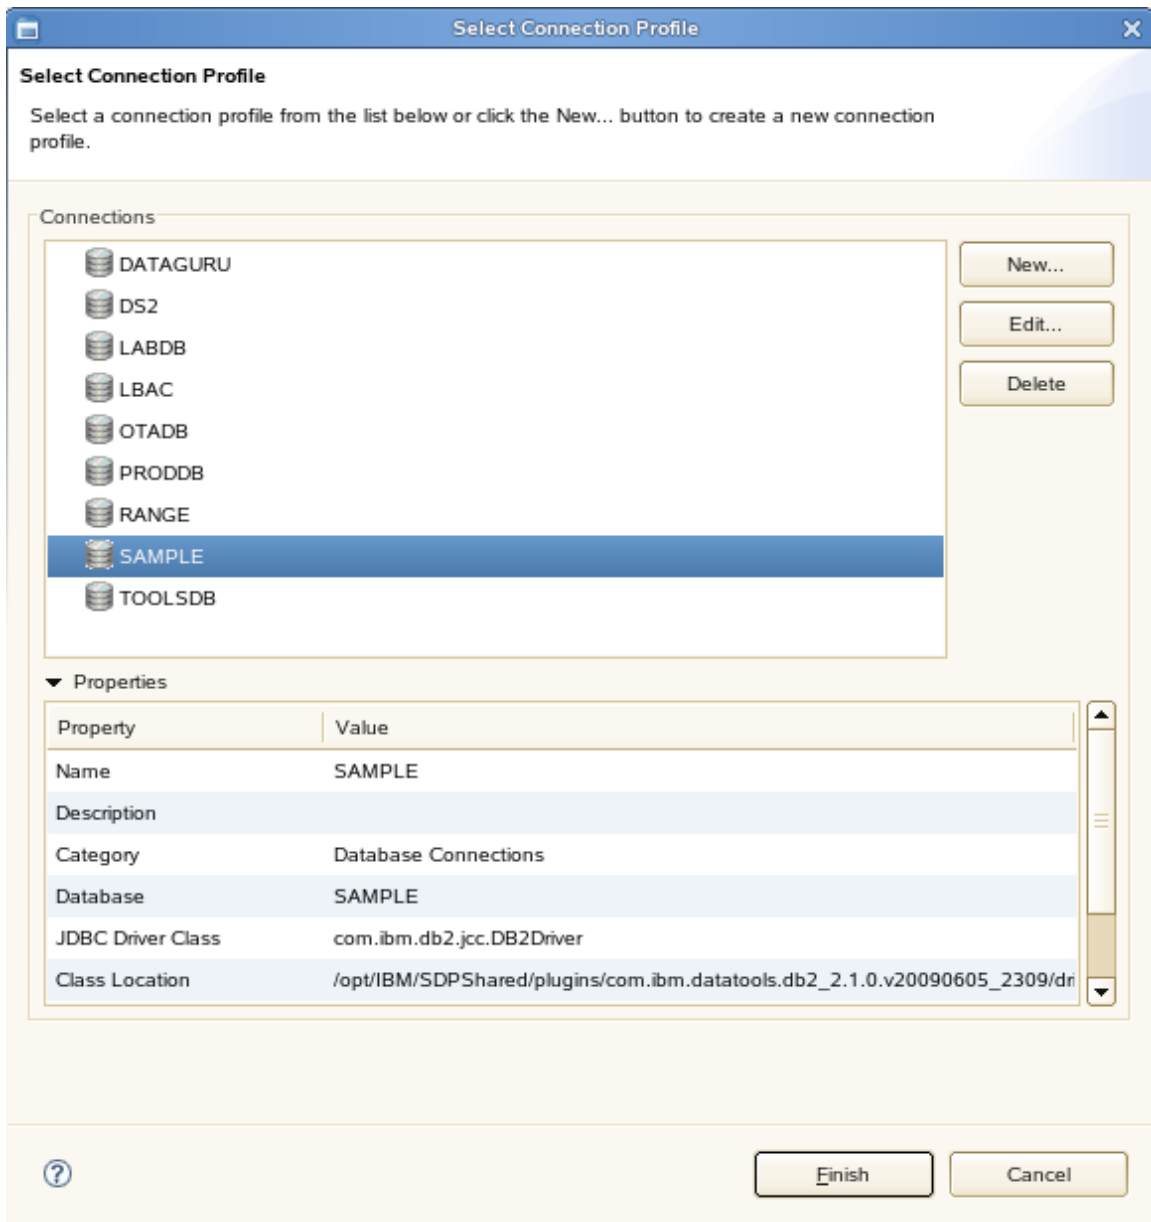 Select Connection Profile
Select Connection Profile
Select a connection profile from the list below or click the New... button to create a new connection
profile.
Connections
DATAGURU
New...
DS2
Edit...
LABDB
LBAC
Delete
OTADB
PRODDB
RANGE
SAMPLE
TOOLSDB
Properties
Property Value
Name SAMPLE
Description
Category Database Connections
Database SAMPLE
JDBC Driver Class com.ibm.db2.jcc.DB2Driver
Class Location /opt/IBM/SDPShared/plugins/com.ibm.datatools.db2_2.1.0.v20090605_2309/dri
? Finish Cancel